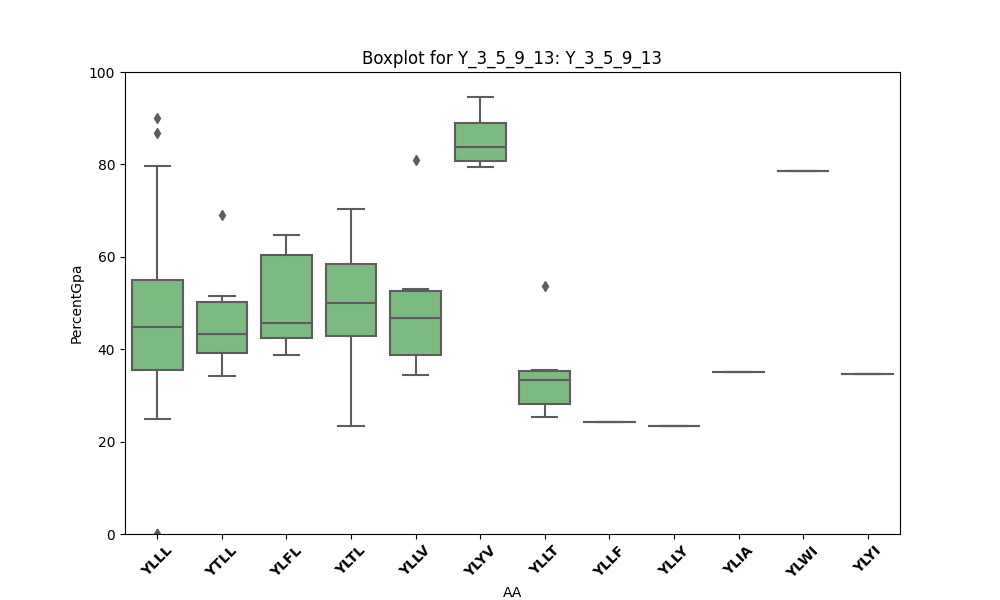 Boxplot for Y_3_5_9_13: Y_3_5_9_13
100
80
60
40
20
0
PercentGpa
YLLL YTLL YLFL YLTL YLLV YLYV YLLT YLLF YLLY YLIA YLWI YLYI
AA